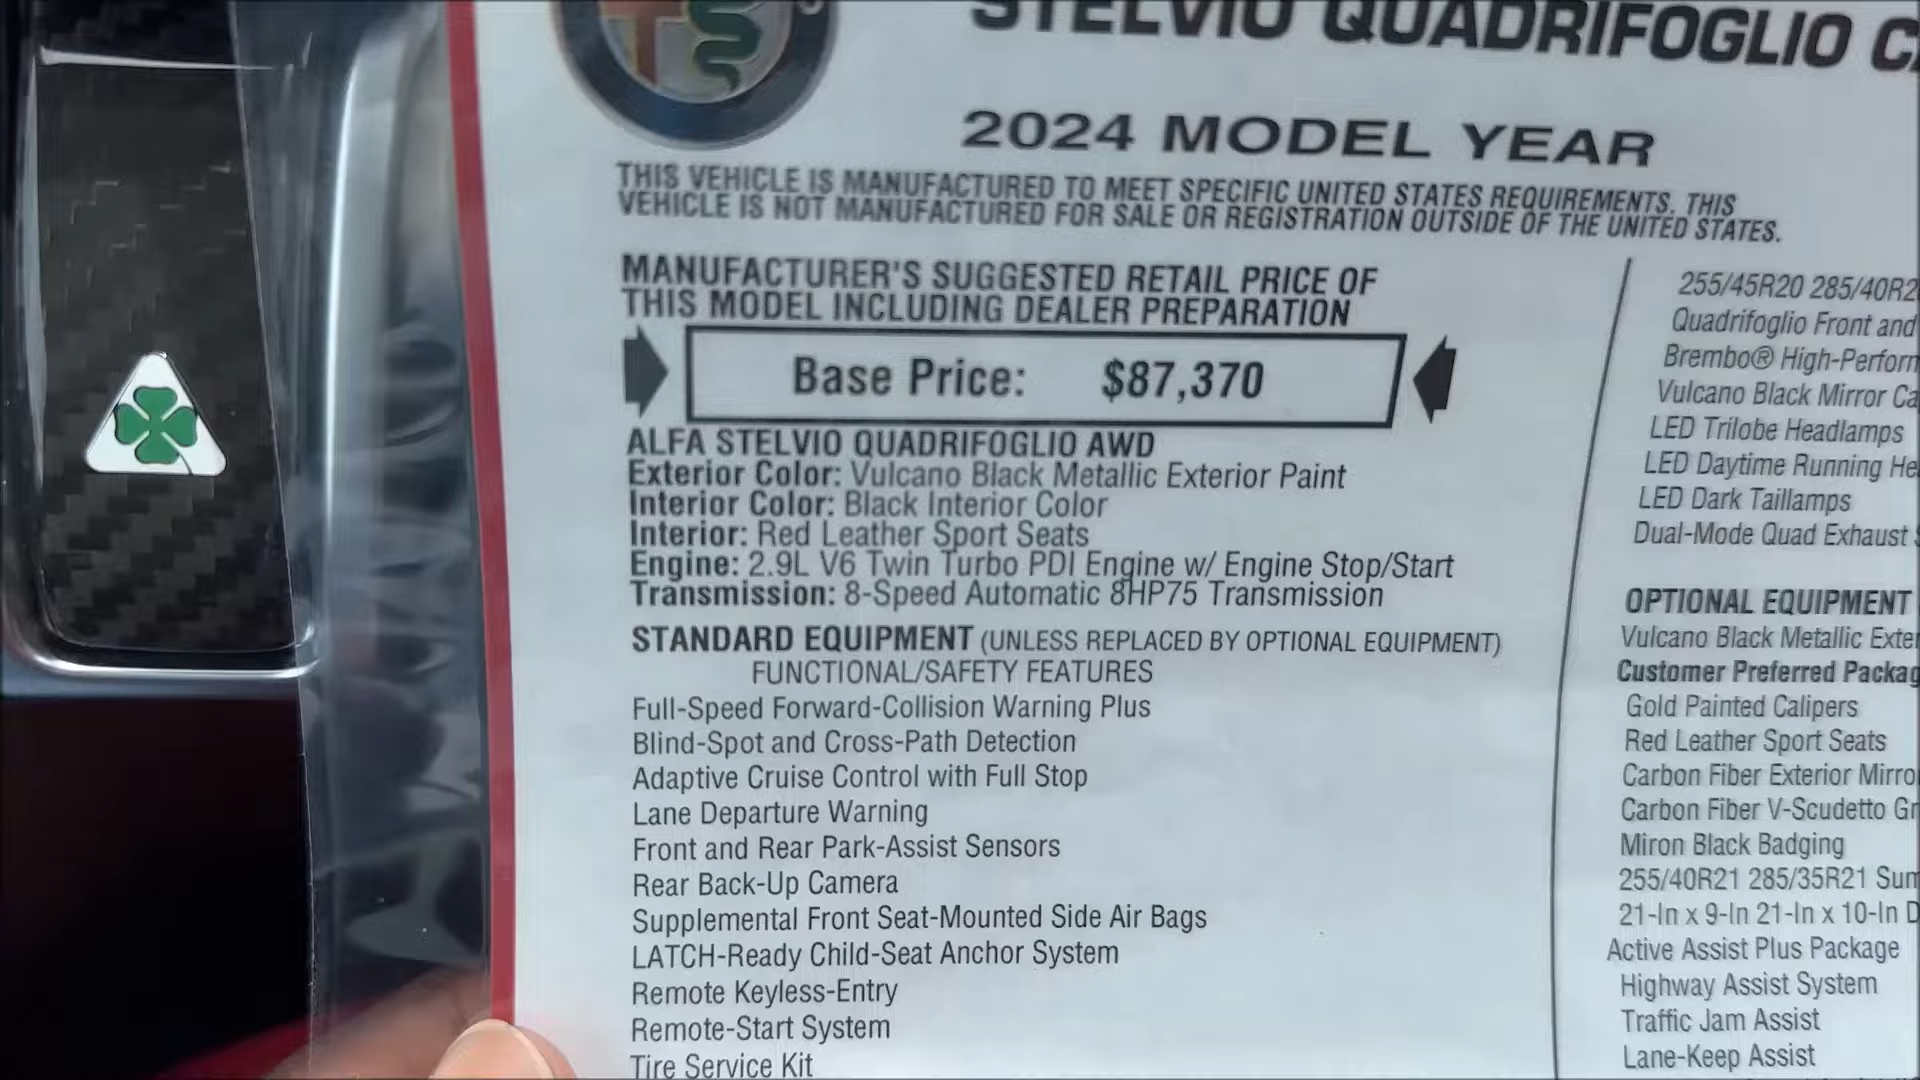 STELVIO QUADRIFOGLIO
2024 MODEL YEAR
THIS VEHICLE IS MANUFACTURED TO MEET SPECIFIC UNITED STATES REQUIREMENTS. THIS
VEHICLE IS NOT MANUFACTURED FOR SALE OR REGISTRATION OUTSIDE OF THE UNITED STATES.
MANUFACTURER'S SUGGESTED RETAIL PRICE OF
THIS MODEL INCLUDING DEALER PREPARATION
Base Price: $87,370
ALFA STELVIO QUADRIFOGLIO AWD
Exterior Color: Vulcano Black Metallic Exterior Paint
Interior Color: Black Interior Color
Interior: Red Leather Sport Seats
Engine: 2.9L V6 Twin Turbo PDI Engine w/ Engine Stop/Start
Transmission: 8-Speed Automatic 8HP75 Transmission
STANDARD EQUIPMENT (UNLESS REPLACED BY OPTIONAL EQUIPMENT)
FUNCTIONAL/SAFETY FEATURES
Full-Speed Forward-Collision Warning Plus
Blind-Spot and Cross-Path Detection
Adaptive Cruise Control with Full Stop
Lane Departure Warning
Front and Rear Park-Assist Sensors
Rear Back-Up Camera
Supplemental Front Seat-Mounted Side Air Bags
LATCH-Ready Child-Seat Anchor System
Remote Keyless-Entry
Remote-Start System
Tire Service Kit
255/45R20 285/40R2
Quadrifoglio Front and
Brembo® High-Perform
Vulcano Black Mirror Ca
LED Trilobe Headlamps
LED Daytime Running He
LED Dark Taillamps
Dual-Mode Quad Exhaust
OPTIONAL EQUIPMENT
Vulcano Black Metallic Exte
Customer Preferred Packag
Gold Painted Calipers
Red Leather Sport Seats
Carbon Fiber Exterior Mirro
Carbon Fiber V-Scudetto Gr
Miron Black Badging
255/40R21 285/35R21 Sum
21-In x 9-In 21-In x 10-In D
Active Assist Plus Package
Highway Assist System
Traffic Jam Assist
Lane-Keep Assist